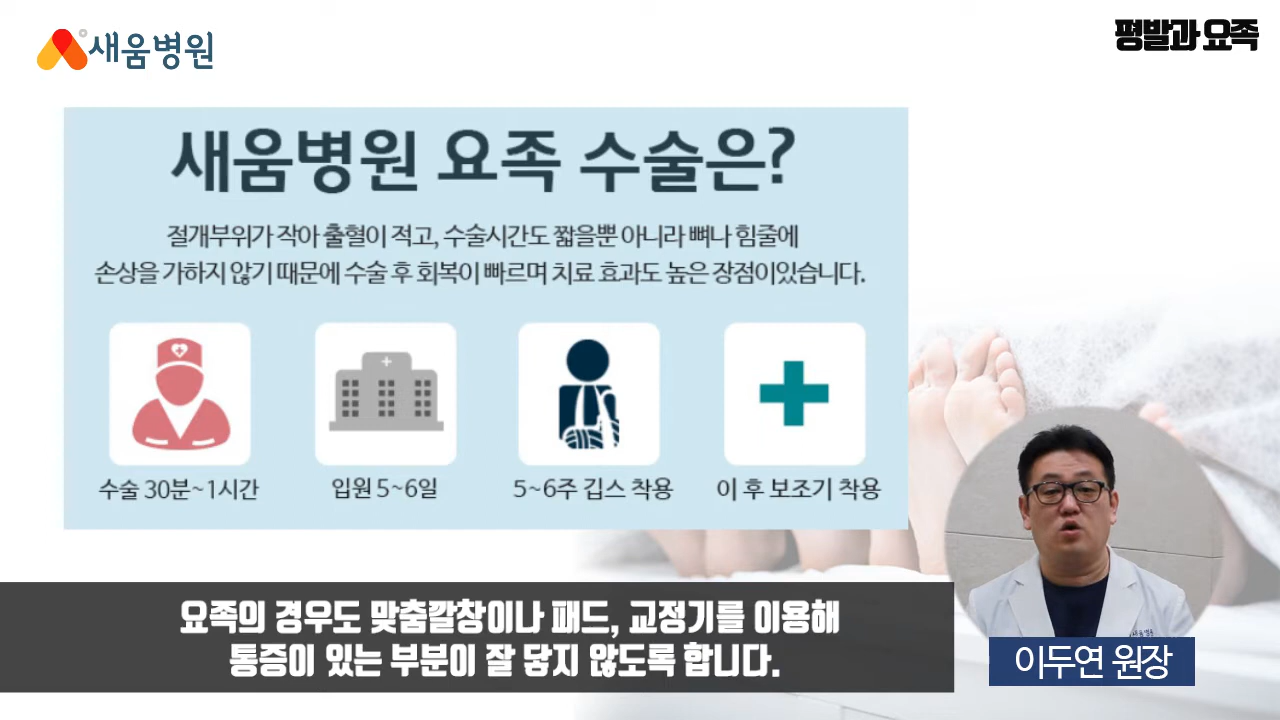 새움병원
평발과 요족
새움병원 요족 수술은?
절개부위가 작아 출혈이 적고, 수술시간도 짧을뿐 아니라 뼈나 힘줄에
손상을 가하지 않기 때문에 수술 후 회복이 빠르며 치료 효과도 높은 장점이있습니다.
수술 30분~1시간
입원 5~6일
5~6주 깁스 착용
이 후 보조기 착용
요족의 경우도 맞춤깔창이나 패드, 교정기를 이용해
통증이 있는 부분이 잘 닿지 않도록 합니다.
새움병원
이두연 원장